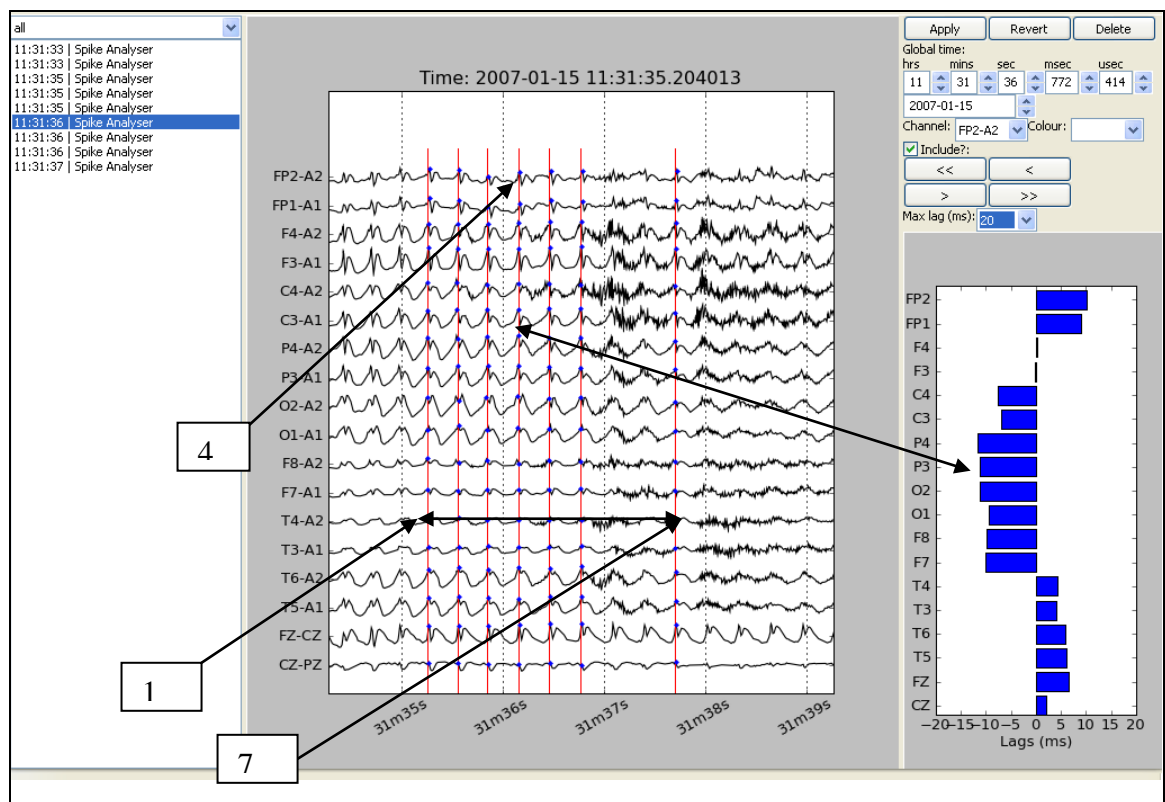 all
11:31:33 | Spike Analyser
11:31:33 | Spike Analyser
11:31:35 | Spike Analyser
11:31:35 | Spike Analyser
11:31:35 | Spike Analyser
11:31:36 | Spike Analyser
11:31:36 | Spike Analyser
11:31:36 | Spike Analyser
11:31:37 | Spike Analyser
Time: 2007-01-15 11:31:35.204013
FP2-A2
FP1-A1
F4-A2
F3-A1
C4-A2
C3-A1
P4-A2
P3-A1
O2-A2
O1-A1
F8-A2
F7-A1
T4-A2
T3-A1
T6-A2
T5-A1
FZ-CZ
CZ-PZ
31m35s 31m36s 31m37s 31m38s 31m39s
4
1
7
Apply Revert Delete
Global time:
hrs mins sec msec usec
11 31 36 772 414
2007-01-15
Channel: FP2-A2 Colour:
Include?:
<< <
> >>
Max lag (ms): 20
FP2
FP1
F4
F3
C4
C3
P4
P3
O2
O1
F8
F7
T4
T3
T6
T5
FZ
CZ
-20 -15 -10 -5 0 5 10 15 20
Lags (ms)